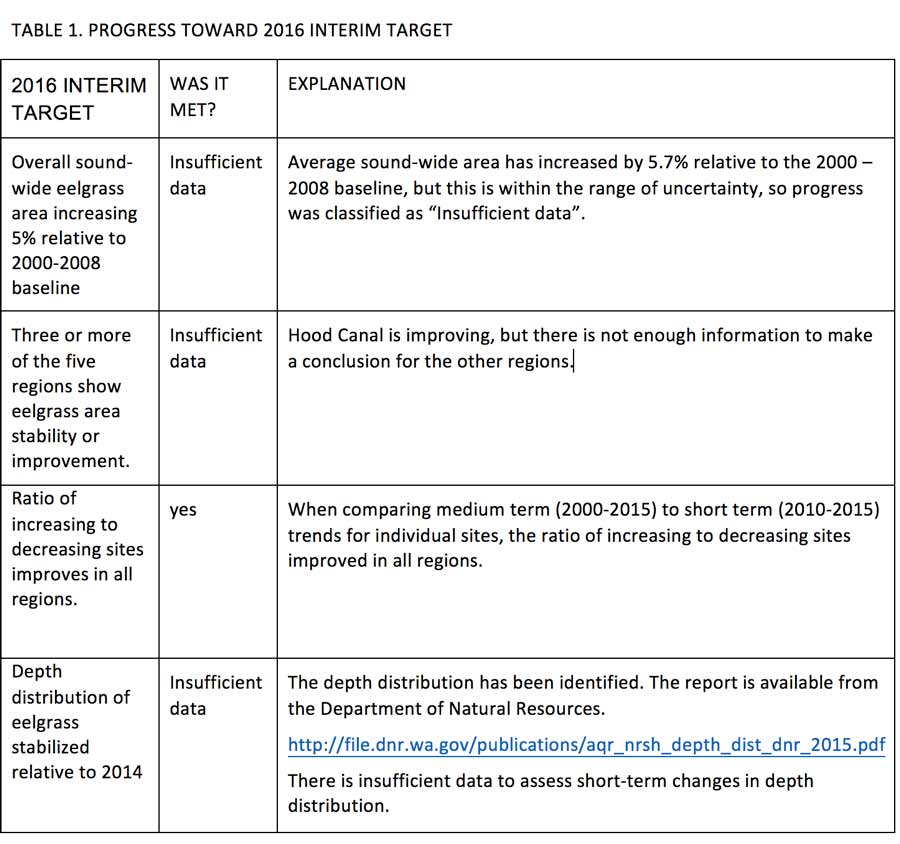 TABLE 1. PROGRESS TOWARD 2016 INTERIM TARGET
2016 INTERIM
TARGET
WAS IT
MET?
EXPLANATION
Overall sound-
wide eelgrass
area increasing
5% relative to
2000-2008
baseline
Insufficient
data
Average sound-wide area has increased by 5.7% relative to the 2000 –
2008 baseline, but this is within the range of uncertainty, so progress
was classified as “Insufficient data”.
Three or more
of the five
regions show
eelgrass area
stability or
improvement.
Insufficient
data
Hood Canal is improving, but there is not enough information to make
a conclusion for the other regions.
Ratio of
increasing to
decreasing sites
improves in all
regions.
yes
When comparing medium term (2000-2015) to short term (2010-2015)
trends for individual sites, the ratio of increasing to decreasing sites
improved in all regions.
Depth
distribution of
eelgrass
stabilized
relative to 2014
Insufficient
data
The depth distribution has been identified. The report is available from
the Department of Natural Resources.
http://file.dnr.wa.gov/publications/aqr_nrsh_depth_dist_dnr_2015.pdf
There is insufficient data to assess short-term changes in depth
distribution.